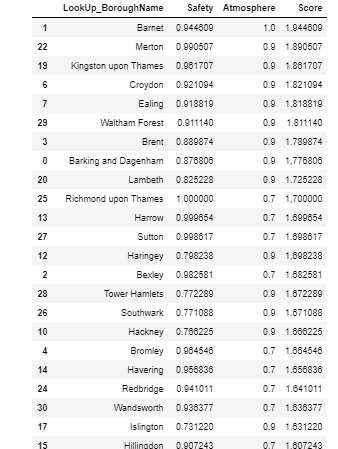 LookUp_BoroughName Safety Atmosphere Score
1 Barnet 0.944609 1.0 1.944609
22 Merton 0.990507 0.9 1.890507
19 Kingston upon Thames 0.961707 0.9 1.861707
6 Croydon 0.921094 0.9 1.821094
7 Ealing 0.918819 0.9 1.818819
29 Waltham Forest 0.911140 0.9 1.811140
3 Brent 0.889874 0.9 1.789874
0 Barking and Dagenham 0.876806 0.9 1.776806
20 Lambeth 0.825228 0.9 1.725228
25 Richmond upon Thames 1.000000 0.7 1.700000
13 Harrow 0.999654 0.7 1.699654
27 Sutton 0.998617 0.7 1.698617
12 Haringey 0.798238 0.9 1.698238
2 Bexley 0.982581 0.7 1.682581
28 Tower Hamlets 0.772289 0.9 1.672289
26 Southwark 0.771088 0.9 1.671088
10 Hackney 0.766225 0.9 1.666225
4 Bromley 0.964546 0.7 1.664546
14 Havering 0.956836 0.7 1.656836
24 Redbridge 0.941011 0.7 1.641011
30 Wandsworth 0.936377 0.7 1.636377
17 Islington 0.731220 0.9 1.631220
15 Hillingdon 0.907243 0.7 1.607243